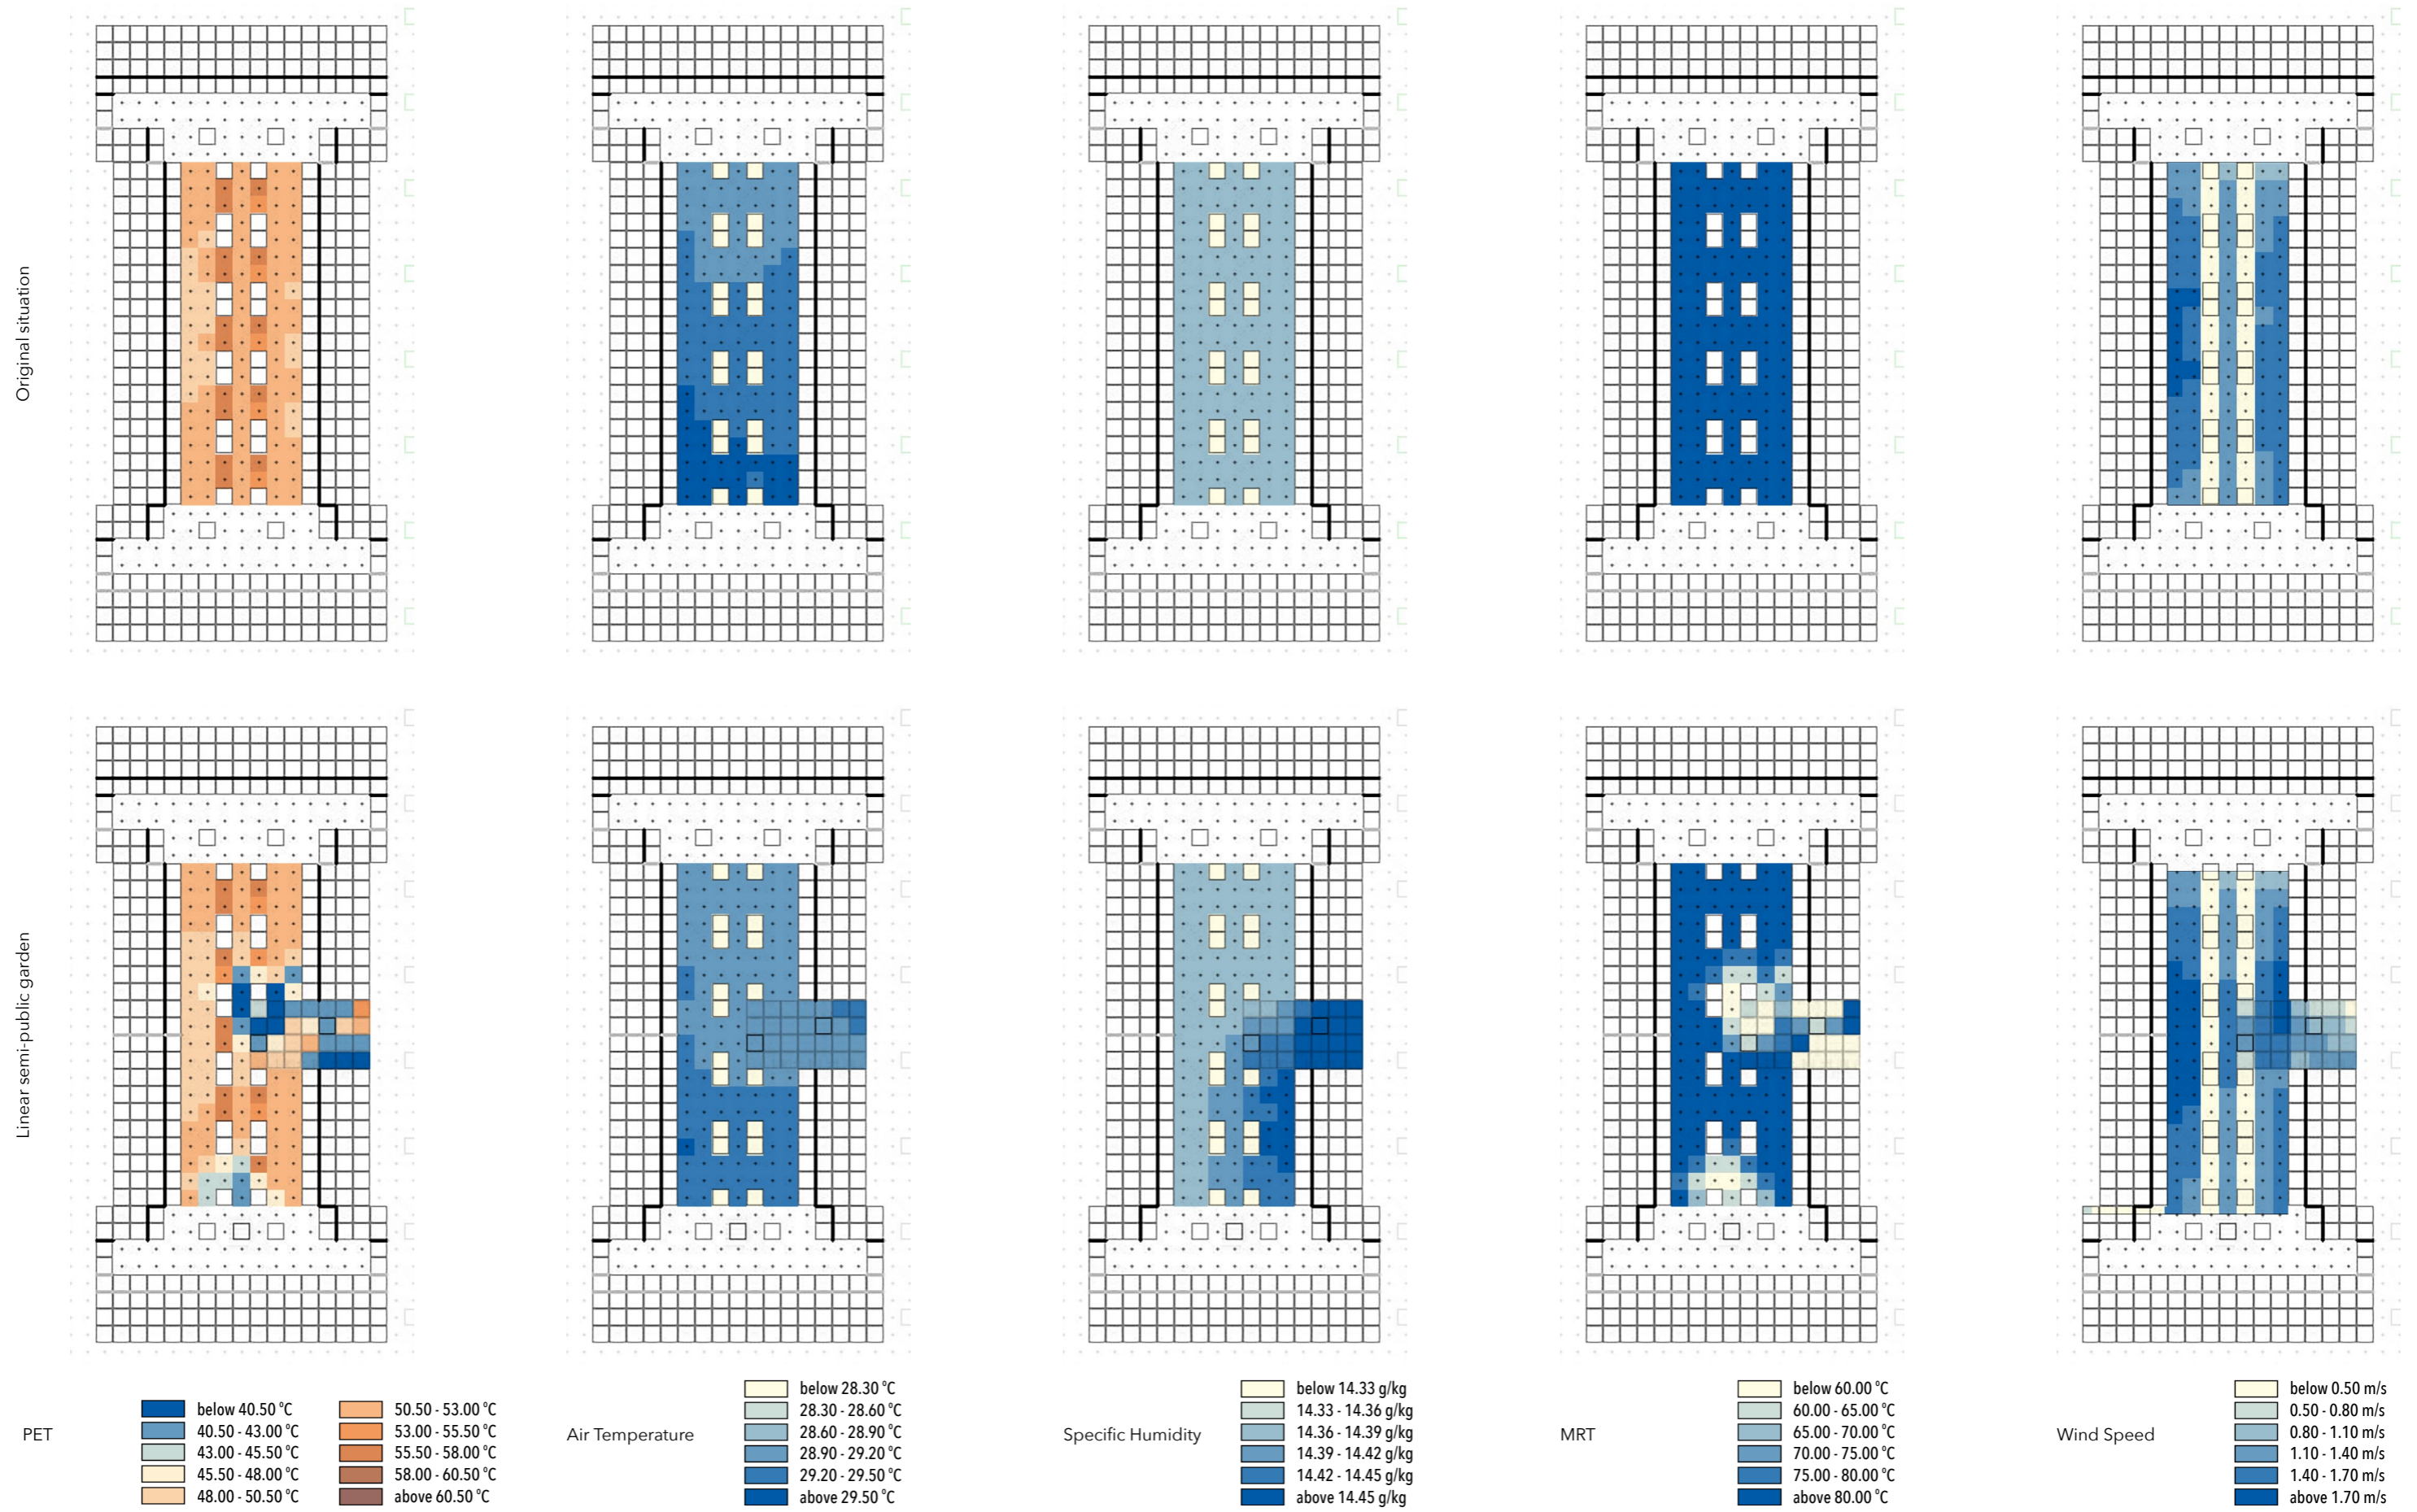 Original situation
Linear semi-public garden
PET
below 40.50 °C
40.50 - 43.00 °C
43.00 - 45.50 °C
45.50 - 48.00 °C
48.00 - 50.50 °C
50.50 - 53.00 °C
53.00 - 55.50 °C
55.50 - 58.00 °C
58.00 - 60.50 °C
above 60.50 °C
Air Temperature
below 28.30 °C
28.30 - 28.60 °C
28.60 - 28.90 °C
28.90 - 29.20 °C
29.20 - 29.50 °C
above 29.50 °C
Specific Humidity
below 14.33 g/kg
14.33 - 14.36 g/kg
14.36 - 14.39 g/kg
14.39 - 14.42 g/kg
14.42 - 14.45 g/kg
above 14.45 g/kg
MRT
below 60.00 °C
60.00 - 65.00 °C
65.00 - 70.00 °C
70.00 - 75.00 °C
75.00 - 80.00 °C
above 80.00 °C
Wind Speed
below 0.50 m/s
0.50 - 0.80 m/s
0.80 - 1.10 m/s
1.10 - 1.40 m/s
1.40 - 1.70 m/s
above 1.70 m/s